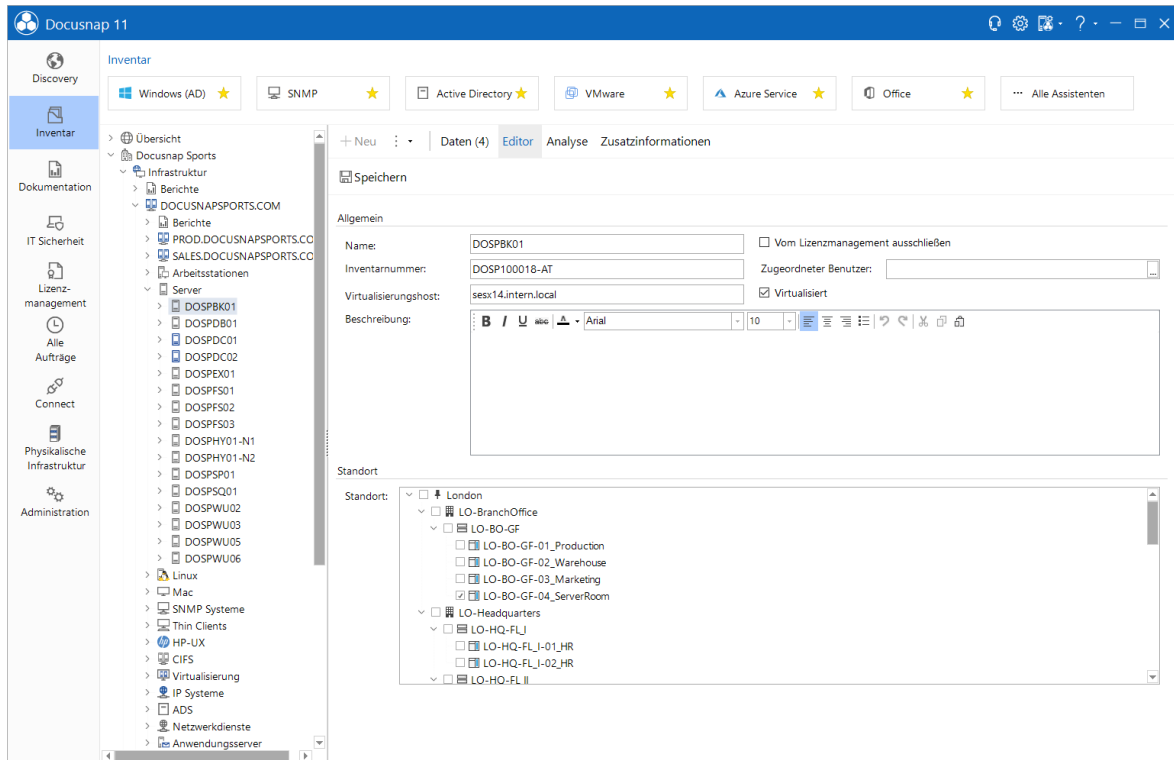 Docusnap 11
?
Discovery
Inventar
Dokumentation
IT Sicherheit
Lizenz-
management
Alle
Aufträge
Connect
Physikalische
Infrastruktur
Administration
Inventar
Windows (AD)
SNMP
Active Directory
VMware
Azure Service
Office
Alle Assistenten
Übersicht
Docusnap Sports
Infrastruktur
Berichte
DOCUSNAPSPORTS.COM
Berichte
PROD.DOCUSNAPSPORTS.CO
SALES.DOCUSNAPSPORTS.CO
Arbeitsstationen
Server
DOSPBK01
DOSPDB01
DOSPDC01
DOSPDC02
DOSPEX01
DOSPFS01
DOSPFS02
DOSPFS03
DOSPHY01-N1
DOSPHY01-N2
DOSPSP01
DOSPSQ01
DOSPWU02
DOSPWU03
DOSPWU05
DOSPWU06
Linux
Mac
SNMP Systeme
Thin Clients
HP-UX
CIFS
Virtualisierung
IP Systeme
ADS
Netzwerkdienste
Anwendungsserver
Neu
Daten (4) Editor Analyse Zusatzinformationen
Speichern
Allgemein
Name: DOSPBK01 Vom Lizenzmanagement ausschließen
Inventarnummer: DOSP100018-AT Zugeordneter Benutzer: ...
Virtualisierungshost: sesx14.intern.local Virtualisiert
Beschreibung: B I U abc A Arial 10
Standort
Standort: London
LO-BranchOffice
LO-BO-GF
LO-BO-GF-01_Production
LO-BO-GF-02_Warehouse
LO-BO-GF-03_Marketing
LO-BO-GF-04_ServerRoom
LO-Headquarters
LO-HQ-FL_I
LO-HQ-FL_I-01_HR
LO-HQ-FL_I-02_HR
LO-HQ-FL_II